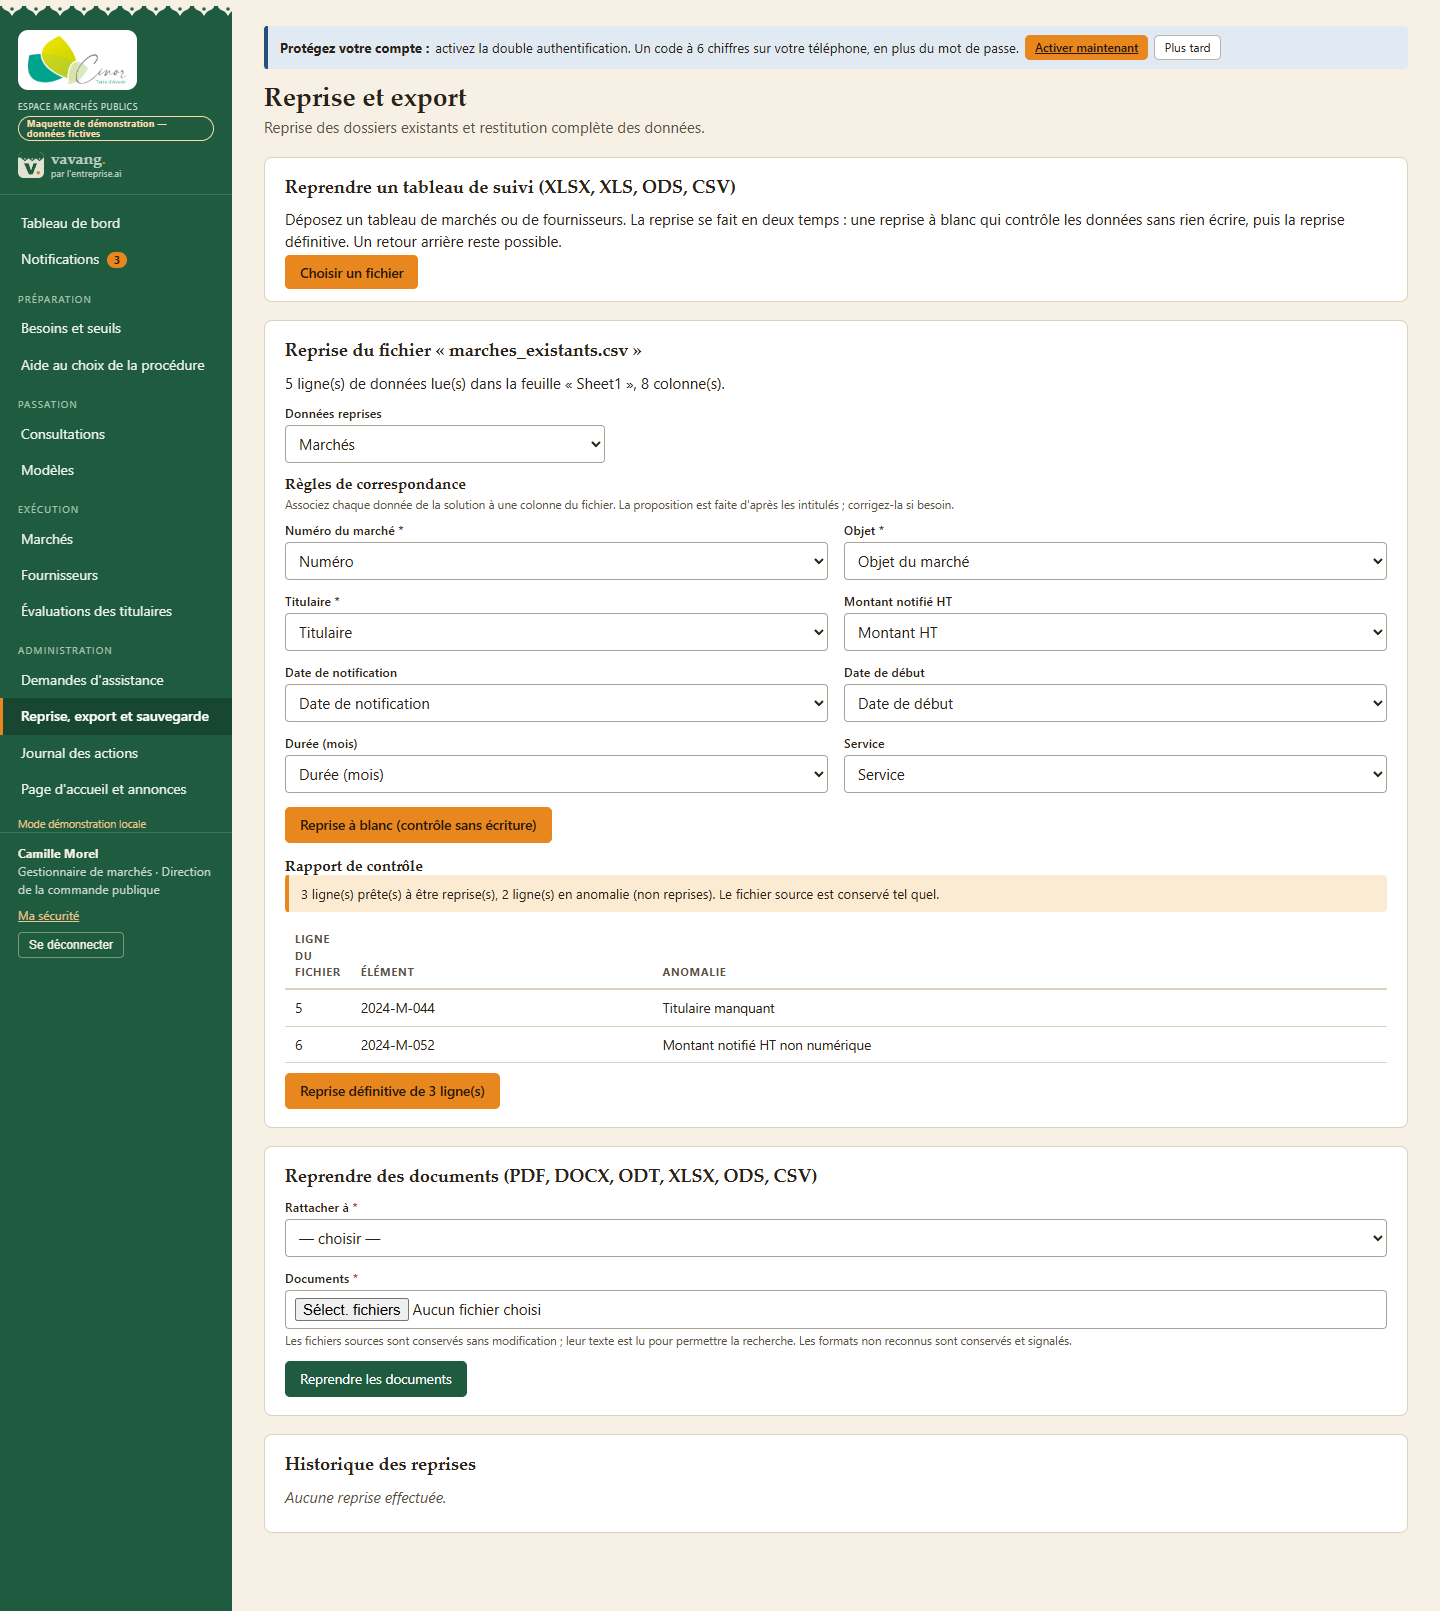 Cinor
Terre d'Avenir
ESPACE MARCHÉS PUBLICS
Maquette de démonstration —
données fictives
v.
vavang.
par l'entreprise.ai
Tableau de bord
Notifications 3
PRÉPARATION
Besoins et seuils
Aide au choix de la procédure
PASSATION
Consultations
Modèles
EXÉCUTION
Marchés
Fournisseurs
Évaluations des titulaires
ADMINISTRATION
Demandes d'assistance
Reprise, export et sauvegarde
Journal des actions
Page d'accueil et annonces
Mode démonstration locale
Camille Morel
Gestionnaire de marchés · Direction
de la commande publique
Ma sécurité
Se déconnecter
Protégez votre compte : activez la double authentification. Un code à 6 chiffres sur votre téléphone, en plus du mot de passe. Activer maintenant Plus tard
Reprise et export
Reprise des dossiers existants et restitution complète des données.
Reprendre un tableau de suivi (XLSX, XLS, ODS, CSV)
Déposez un tableau de marchés ou de fournisseurs. La reprise se fait en deux temps : une reprise à blanc qui contrôle les données sans rien écrire, puis la reprise
définitive. Un retour arrière reste possible.
Choisir un fichier
Reprise du fichier « marches_existants.csv »
5 ligne(s) de données lue(s) dans la feuille « Sheet1 », 8 colonne(s).
Données reprises
Marchés
Règles de correspondance
Associez chaque donnée de la solution à une colonne du fichier. La proposition est faite d'après les intitulés ; corrigez-la si besoin.
Numéro du marché * Objet *
Numéro Objet du marché
Titulaire * Montant notifié HT
Titulaire Montant HT
Date de notification Date de début
Date de notification Date de début
Durée (mois) Service
Durée (mois) Service
Reprise à blanc (contrôle sans écriture)
Rapport de contrôle
3 ligne(s) prête(s) à être reprise(s), 2 ligne(s) en anomalie (non reprises). Le fichier source est conservé tel quel.
LIGNE
DU
FICHIER ÉLÉMENT ANOMALIE
5 2024-M-044 Titulaire manquant
6 2024-M-052 Montant notifié HT non numérique
Reprise définitive de 3 ligne(s)
Reprendre des documents (PDF, DOCX, ODT, XLSX, ODS, CSV)
Rattacher à *
— choisir —
Documents *
Sélect. fichiers Aucun fichier choisi
Les fichiers sources sont conservés sans modification ; leur texte est lu pour permettre la recherche. Les formats non reconnus sont conservés et signalés.
Reprendre les documents
Historique des reprises
Aucune reprise effectuée.